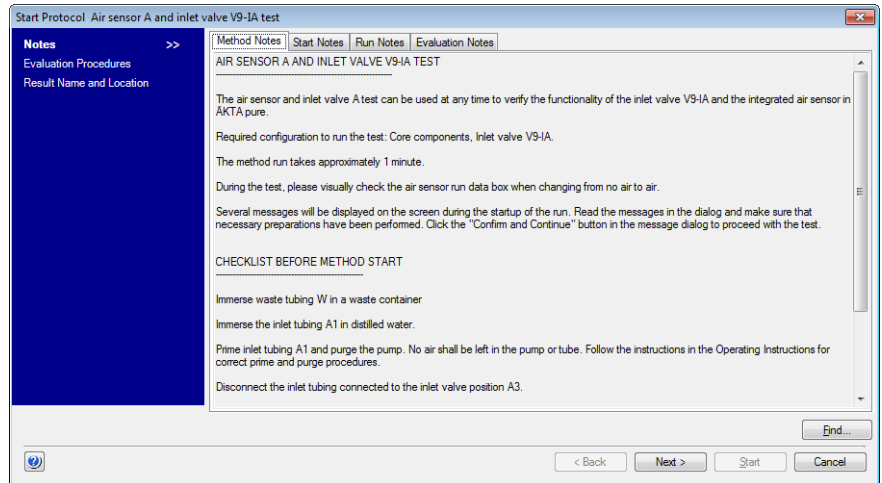 Start Protocol Air sensor A and inlet valve V9-IA test
Notes >>
Evaluation Procedures
Result Name and Location
Method Notes Start Notes Run Notes Evaluation Notes
AIR SENSOR A AND INLET VALVE V9-IA TEST
------------------------------------------------------------
The air sensor and inlet valve A test can be used at any time to verify the functionality of the inlet valve V9-IA and the integrated air sensor in
ÄKTA pure.
Required configuration to run the test: Core components, Inlet valve V9-IA.
The method run takes approximately 1 minute.
During the test, please visually check the air sensor run data box when changing from no air to air.
Several messages will be displayed on the screen during the startup of the run. Read the messages in the dialog and make sure that
necessary preparations have been performed. Click the "Confirm and Continue" button in the message dialog to proceed with the test.
CHECKLIST BEFORE METHOD START
--------------------------------------------------
Immerse waste tubing W in a waste container
Immerse the inlet tubing A1 in distilled water.
Prime inlet tubing A1 and purge the pump. No air shall be left in the pump or tube. Follow the instructions in the Operating Instructions for
correct prime and purge procedures.
Disconnect the inlet tubing connected to the inlet valve position A3.
Find...
< Back Next > Start Cancel